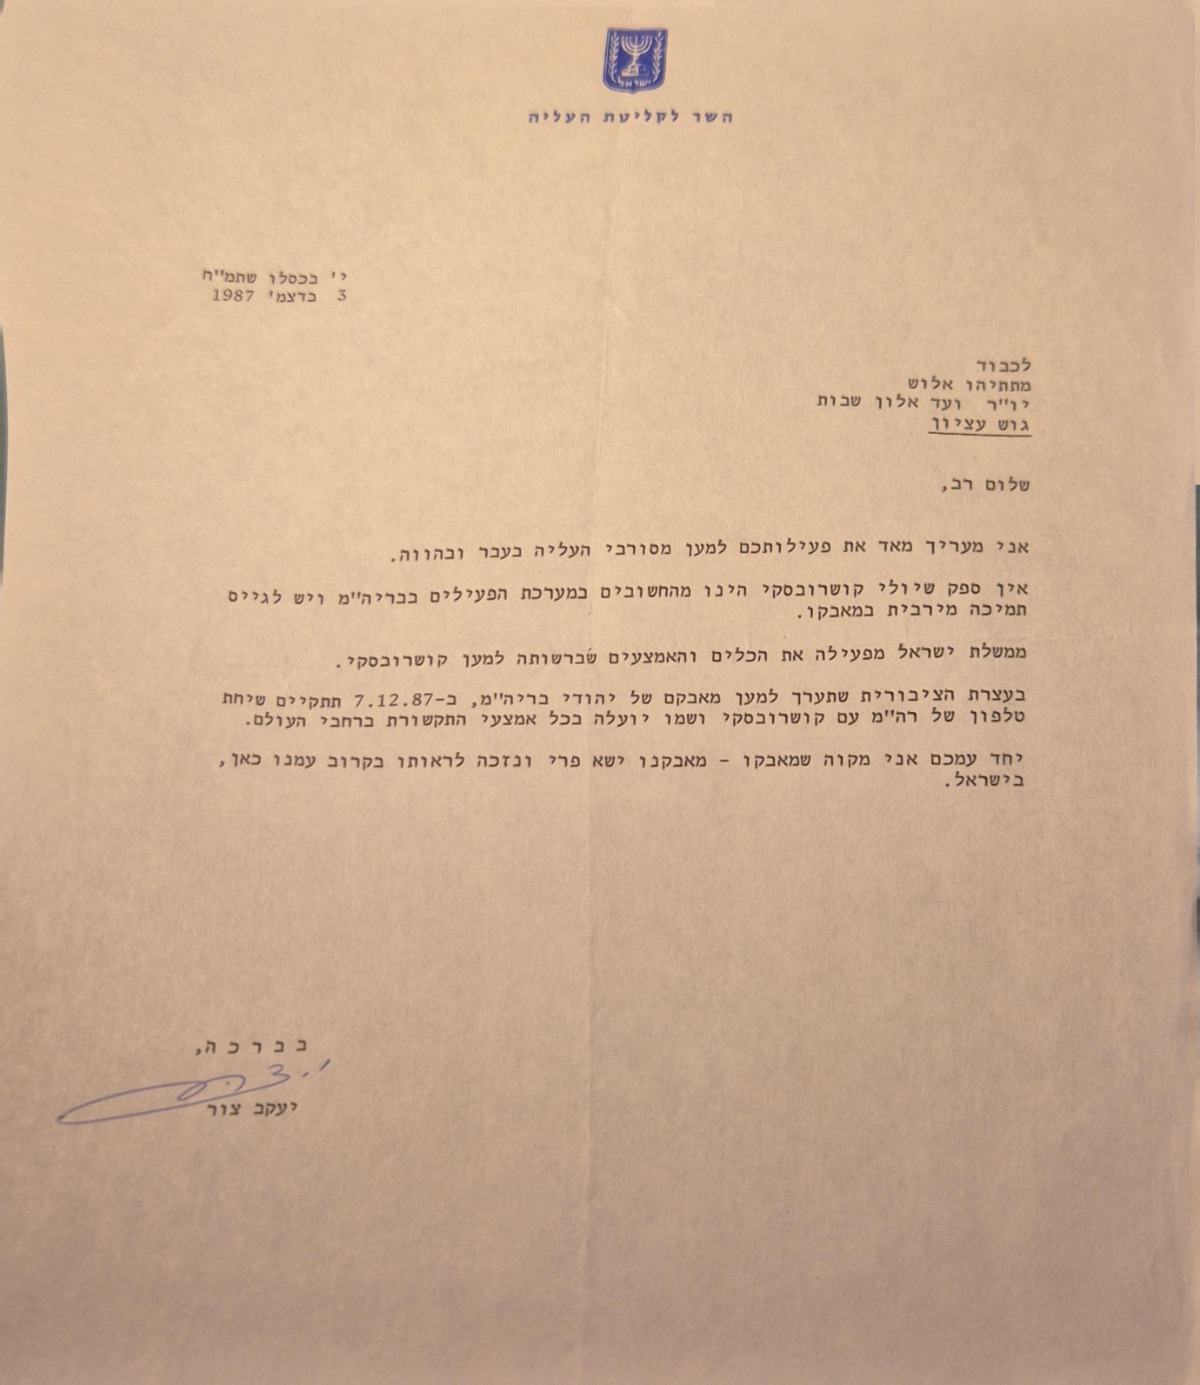 ישראל
השר לקליטת העליה
י' בכסלו שתמ"ח
3 בדצמ' 1987
לכבוד
מתתיהו אלוש
יו"ר ועד אלון שבות
גוש עציון
שלום רב,
אני מעריך מאד את פעילותכם למען מסורבי העליה בעבר ובהווה.
אין ספק שיולי קושרובסקי הינו מהחשובים במערכת הפעילים בבריה"מ ויש לגייס
תמיכה מירבית במאבקו.
ממשלת ישראל מפעילה את הכלים והאמצעים שברשותה למען קושרובסקי.
בעצרת הציבורית שתערך למען מאבקם של יהודי בריה"מ, ב-7.12.87 תתקיים שיחת
טלפון של רה"מ עם קושרובסקי ושמו יועלה בכל אמצעי התקשורת ברחבי העולם.
יחד עמכם אני מקוה שמאבקו - מאבקנו ישא פרי ונזכה לראותו בקרוב עמנו כאן,
בישראל.
ב ב ר כ ה,
יעקב צור